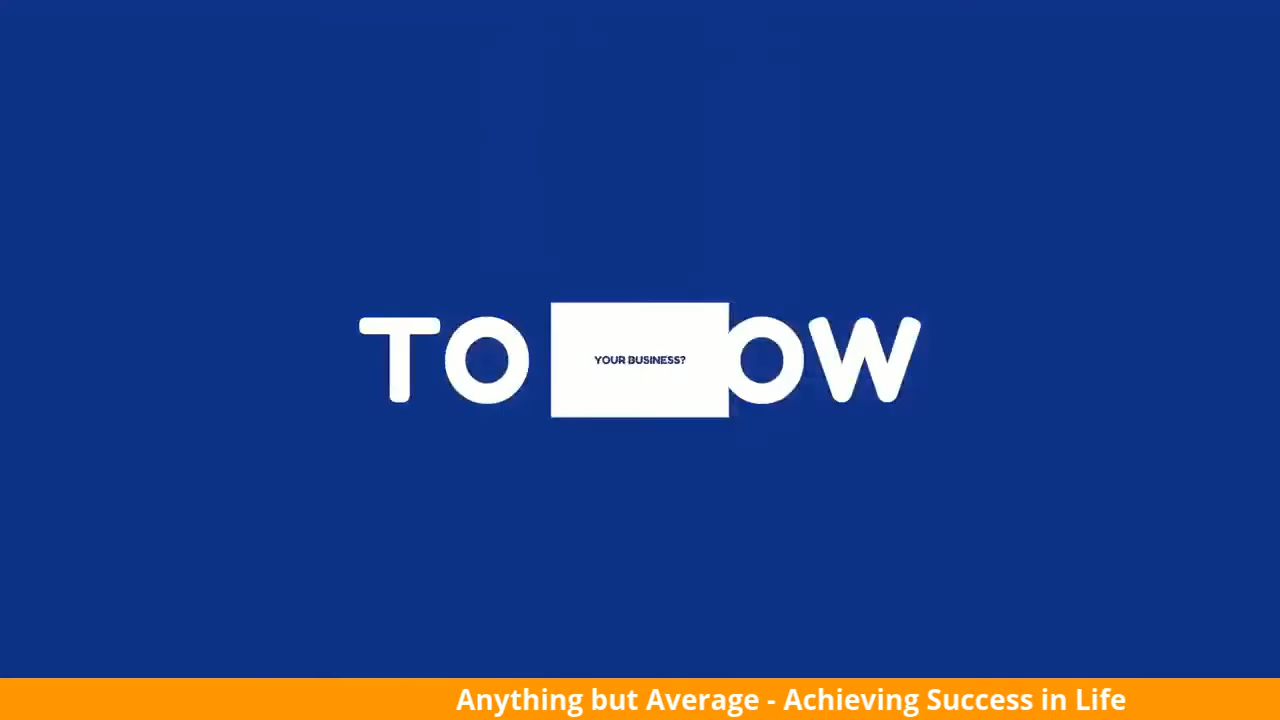 TO OW
YOUR BUSINESS?
Anything but Average - Achieving Success in Life